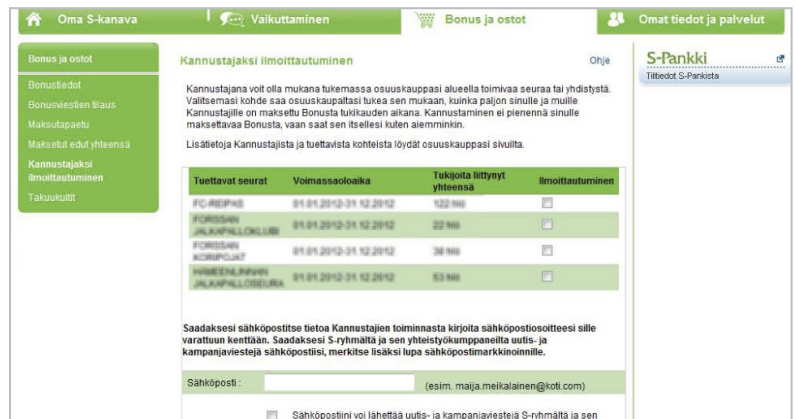 Oma S-kanava
Vaikuttaminen
Bonus ja ostot
Omat tiedot ja palvelut
Bonus ja ostot
Bonustiedot
Bonusviestien tilaus
Maksutapaetu
Maksetut edut yhteensä
Kannustajaksi
ilmoittautuminen
Takuukuitit
Kannustajaksi ilmoittautuminen
Ohje
Kannustajana voit olla mukana tukemassa osuuskauppasi alueella toimivaa seuraa tai yhdistystä.
Valitsemasi kohde saa osuuskaupaltasi tukea sen mukaan, kuinka paljon sinulle ja muille
Kannustajille on maksettu Bonusta tukikauden aikana. Kannustaminen ei pienennä sinulle
maksettavaa Bonusta, vaan saat sen itsellesi kuten aiemminkin.
Lisätietoja Kannustajista ja tuettavista kohteista löydät osuuskauppasi sivuilta.
Tuettavat seurat
Voimassaoloaika
Tukijoita liittynyt
yhteensä
Ilmoittautuminen
FC-REIPAS
01.01.2012-31.12.2012
122
FORSSAN
JALKAPALLOKLUBI
01.01.2012-31.12.2012
22
FORSSAN
KORIPOJAT
01.01.2012-31.12.2012
38
HÄMEENLINNAN
JALKAPALLOSEURA
01.01.2012-31.12.2012
53
Saadaksesi sähköpostitse tietoa Kannustajien toiminnasta kirjoita sähköpostiosoitteesi sille
varattuun kenttään. Saadaksesi S-ryhmältä ja sen yhteistyökumppaneilta uutis- ja
kampanjaviestejä sähköpostiisi, merkitse lisäksi lupa sähköpostimarkkinoinnille.
Sähköposti :
(esim. maija.meikalainen@koti.com)
Sähköpostiini voi lähettää uutis- ja kampanjaviestejä S-ryhmältä ja sen
S-Pankki
Tilitiedot S-Pankista